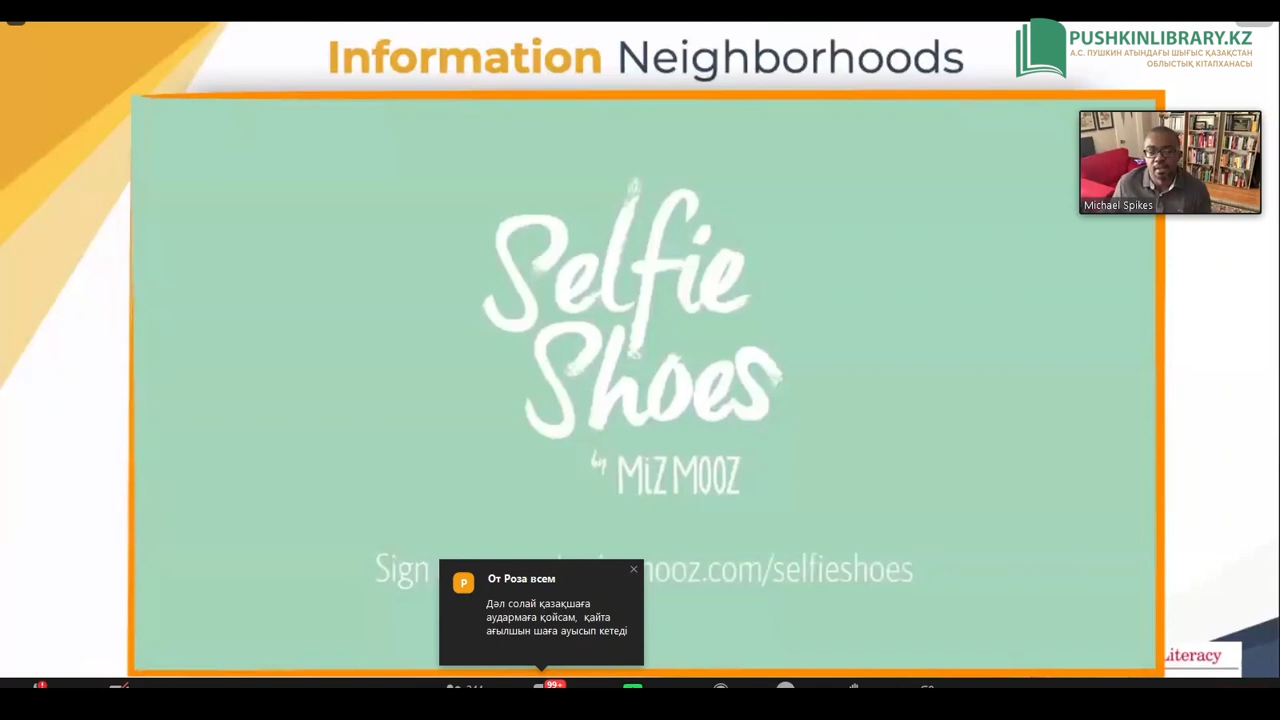 Information Neighborhoods
PUSHKINLIBRARY.KZ
А.С. ПУШКИН АТЫНДАҒЫ ШЫҒЫС ҚАЗАҚСТАН
ОБЛЫСТЫҚ КІТАПХАНАСЫ
Michael Spikes
Selfie
Shoes
by MiZ MOOZ
Sign mooz.com/selfieshoes
Р
От Роза всем
Дәл солай қазақшаға
аудармаға қойсам, қайта
ағылшын шаға ауысып кетеді
Literacy
99+